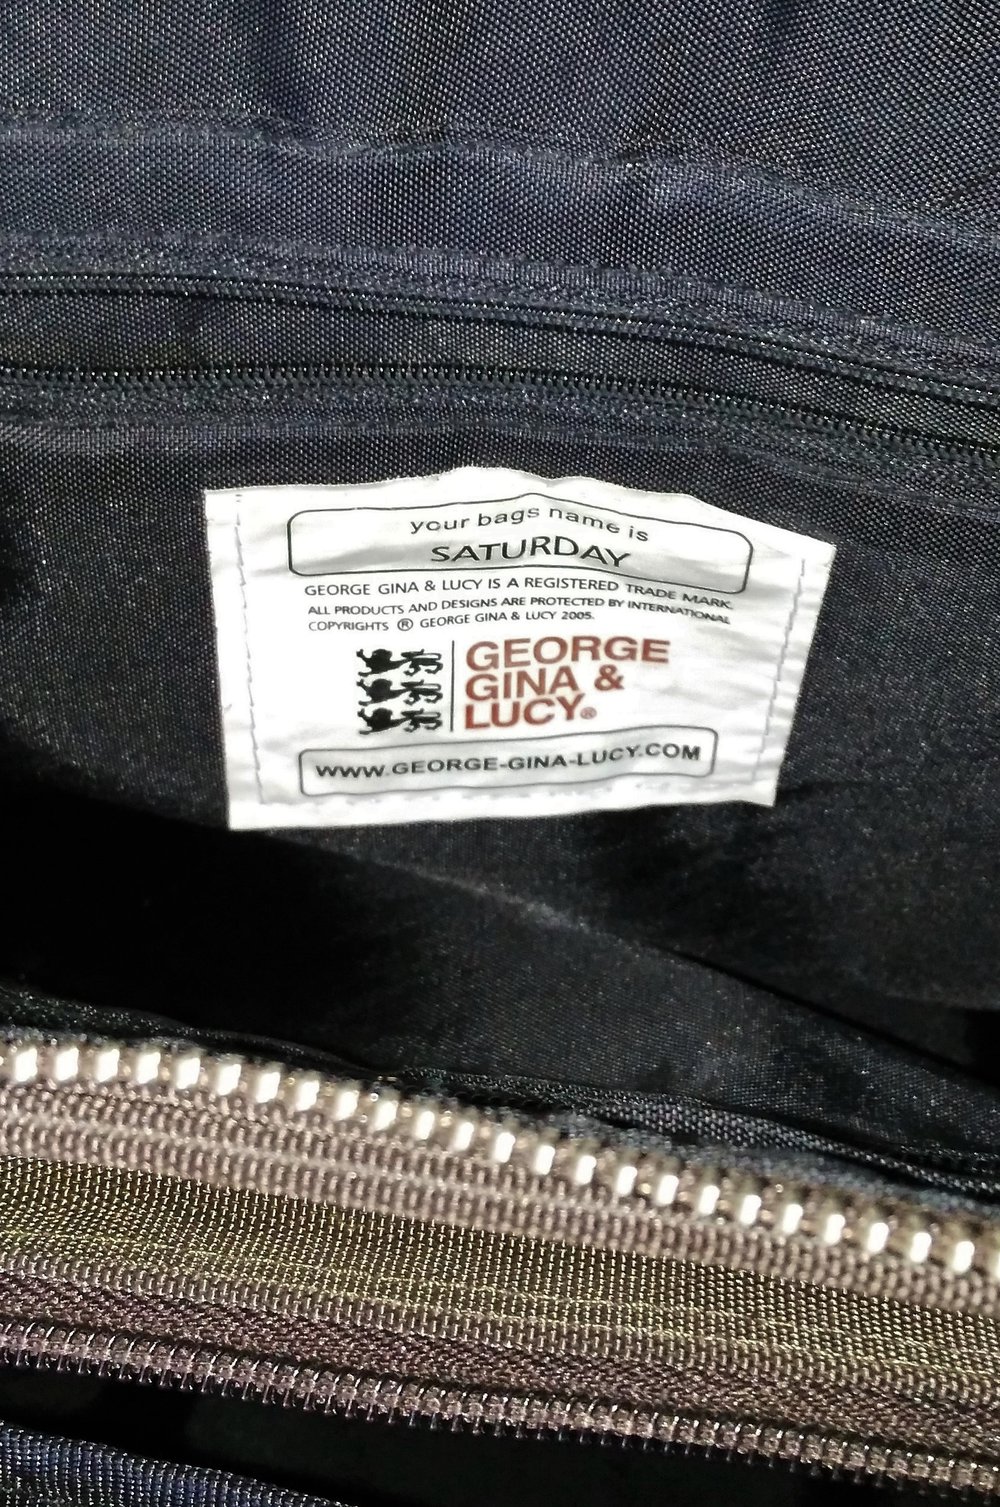 your bags name is
SATURDAY
GEORGE GINA & LUCY IS A REGISTERED TRADE MARK.
ALL PRODUCTS AND DESIGNS ARE PROTECTED BY INTERNATIONAL
COPYRIGHTS ® GEORGE GINA & LUCY 2005.
GEORGE
GINA &
LUCY®
WWW.GEORGE-GINA-LUCY.COM